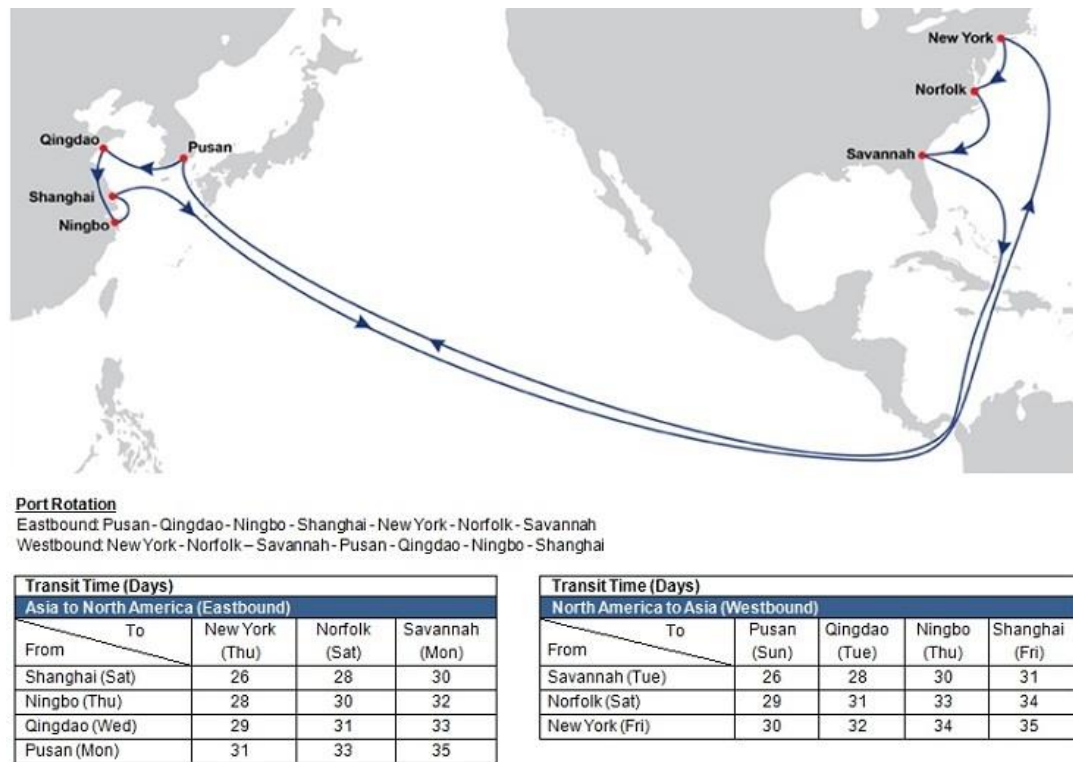 New York
Norfolk
Savannah
Qingdao
Pusan
Shanghai
Ningbo
Port Rotation
Eastbound: Pusan - Qingdao - Ningbo - Shanghai - New York - Norfolk - Savannah
Westbound: New York - Norfolk – Savannah - Pusan - Qingdao - Ningbo - Shanghai
Transit Time (Days)
Asia to North America (Eastbound)
To New York Norfolk Savannah
From (Thu) (Sat) (Mon)
Shanghai (Sat) 26 28 30
Ningbo (Thu) 28 30 32
Qingdao (Wed) 29 31 33
Pusan (Mon) 31 33 35
Transit Time (Days)
North America to Asia (Westbound)
To Pusan Qingdao Ningbo Shanghai
From (Sun) (Tue) (Thu) (Fri)
Savannah (Tue) 26 28 30 31
Norfolk (Sat) 29 31 33 34
New York (Fri) 30 32 34 35